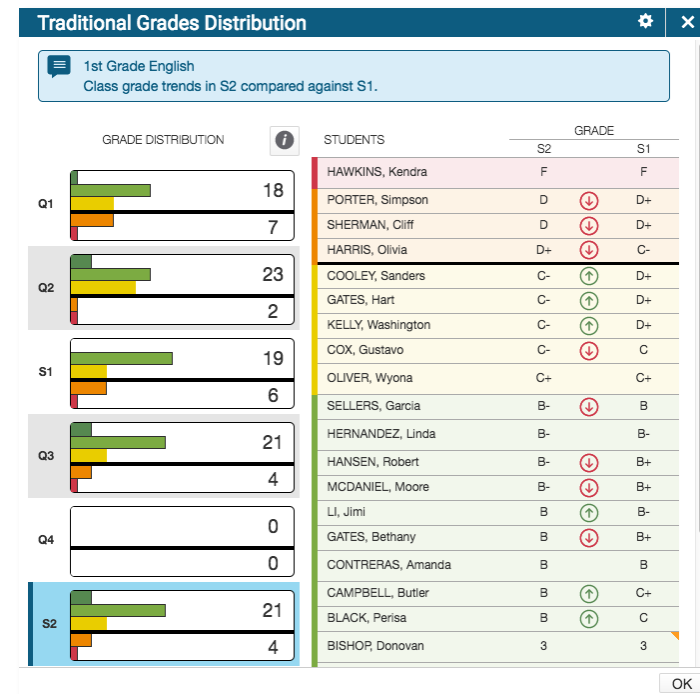 Traditional Grades Distribution
1st Grade English
Class grade trends in S2 compared against S1.
GRADE DISTRIBUTION
Q1 18
7
Q2 23
2
S1 19
6
Q3 21
4
Q4 0
0
S2 21
4
STUDENTS GRADE
S2 S1
HAWKINS, Kendra F F
PORTER, Simpson D D+
SHERMAN, Cliff D D+
HARRIS, Olivia D+ C-
COOLEY, Sanders C- D+
GATES, Hart C- D+
KELLY, Washington C- D+
COX, Gustavo C- C
OLIVER, Wyona C+ C+
SELLERS, Garcia B- B
HERNANDEZ, Linda B- B-
HANSEN, Robert B- B+
MCDANIEL, Moore B- B+
LI, Jimi B B-
GATES, Bethany B B+
CONTRERAS, Amanda B B
CAMPBELL, Butler B C+
BLACK, Perisa B C
BISHOP, Donovan 3 3
OK